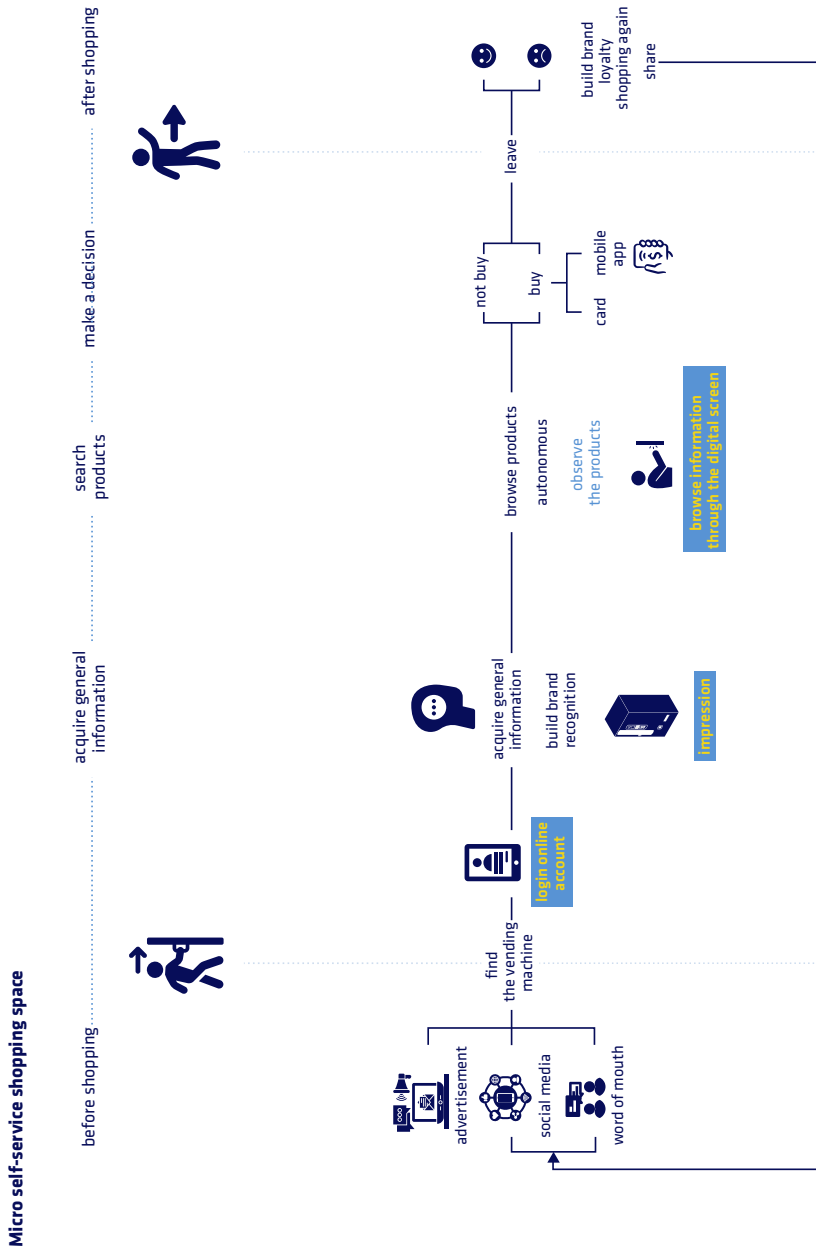 Micro self-service shopping space
before shopping
acquire general
information
search
products
make a decision
after shopping
advertisement
social media
word of mouth
find
the vending
machine
login online
account
acquire general
information
build brand
recognition
impression
browse products
autonomous
observe
the products
browse information
through the digital screen
not buy
buy
card
mobile
app
leave
build brand
loyalty
shopping again
share